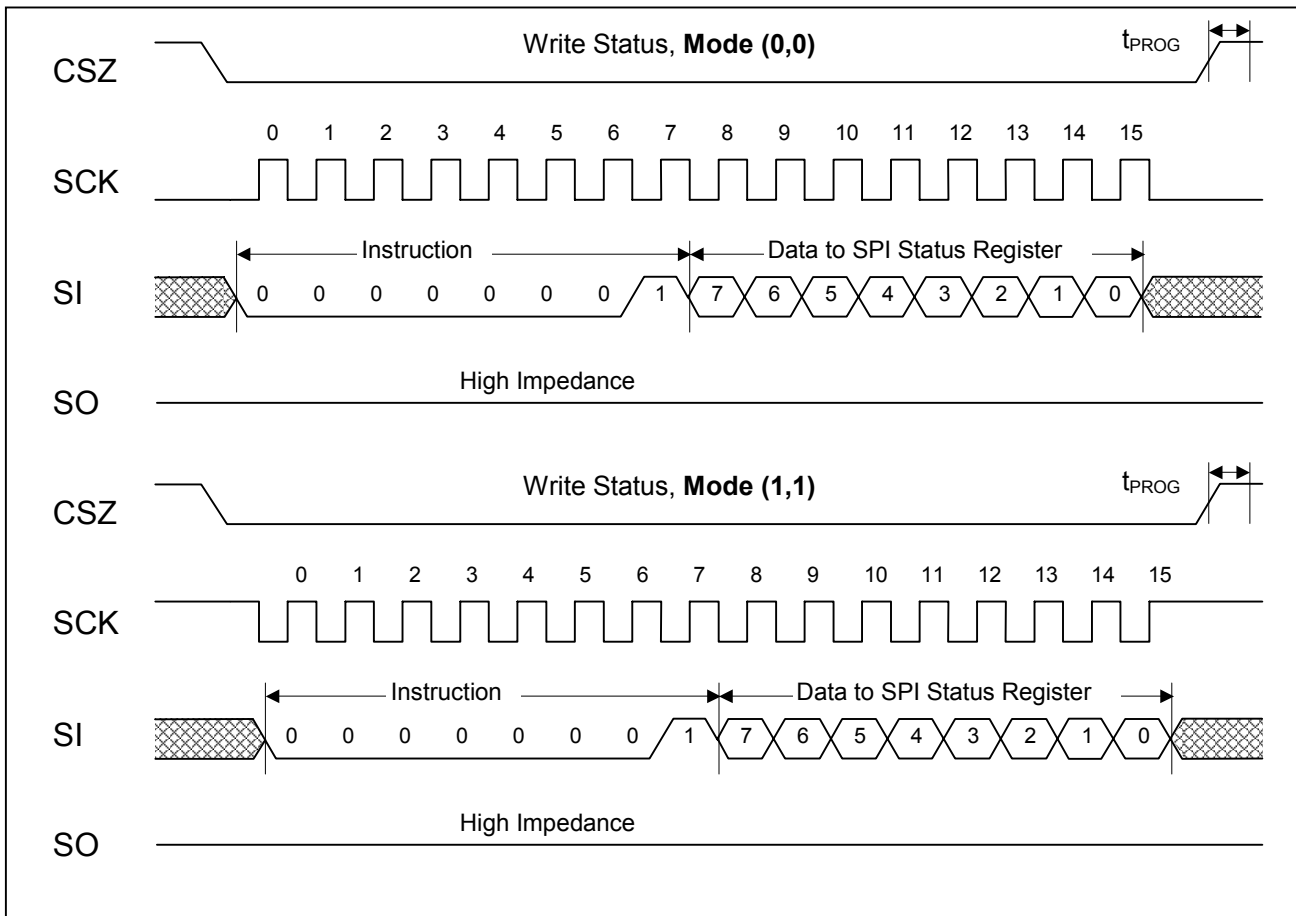 Write Status, Mode (0,0)
tPROG
CSZ
0 1 2 3 4 5 6 7 8 9 10 11 12 13 14 15
SCK
Instruction Data to SPI Status Register
SI 0 0 0 0 0 0 0 1 7 6 5 4 3 2 1 0
High Impedance
SO
Write Status, Mode (1,1)
tPROG
CSZ
0 1 2 3 4 5 6 7 8 9 10 11 12 13 14 15
SCK
Instruction Data to SPI Status Register
SI 0 0 0 0 0 0 0 1 7 6 5 4 3 2 1 0
High Impedance
SO